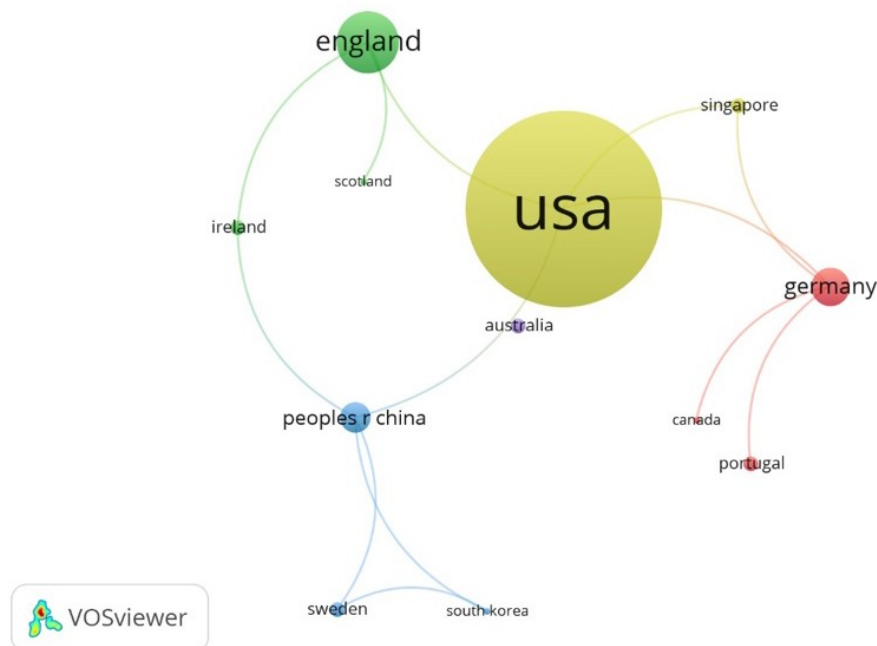 england
singapore
scotland
usa
ireland
germany
australia
peoples r china
canada
portugal
sweden
south korea
VOSviewer